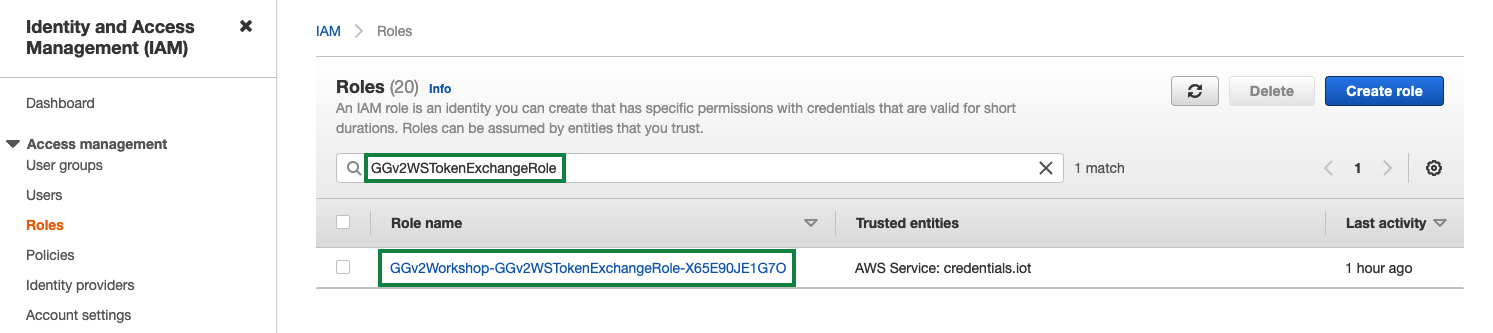 Identity and Access
Management (IAM)
Dashboard
Access management
User groups
Users
Roles
Policies
Identity providers
Account settings
IAM > Roles
Roles (20) Info
An IAM role is an identity you can create that has specific permissions with credentials that are valid for short
durations. Roles can be assumed by entities that you trust.
Delete
Create role
GGv2WSTokenExchangeRole
1 match
1
Role name
Trusted entities
Last activity
GGv2Workshop-GGv2WSTokenExchangeRole-X65E90JE1G7O
AWS Service: credentials.iot
1 hour ago